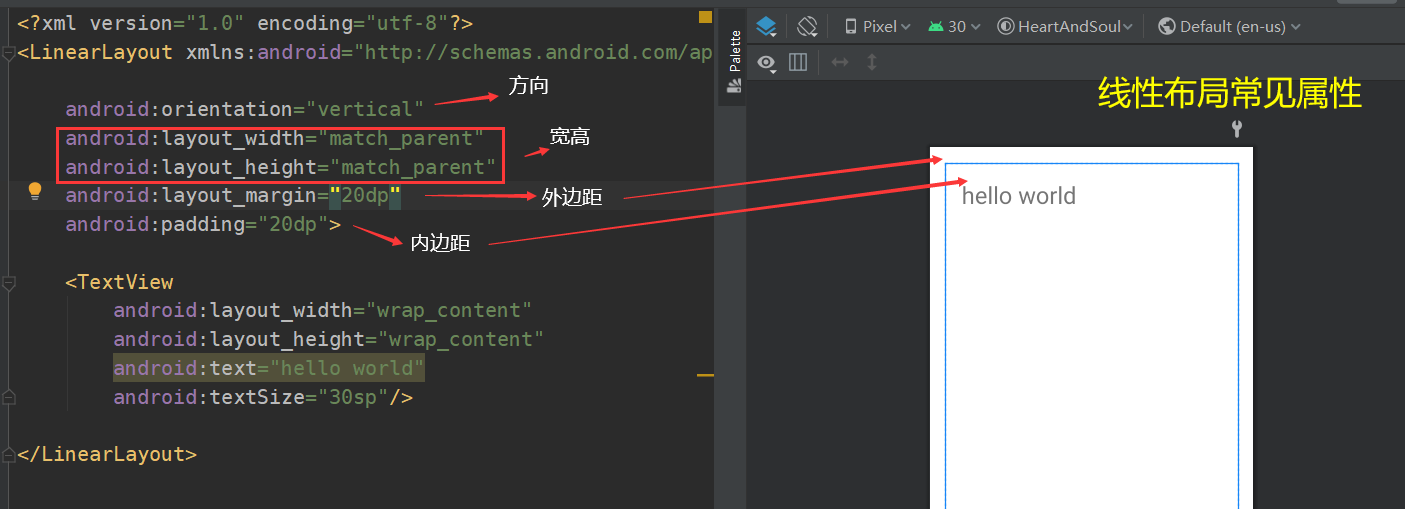 <?xml version="1.0" encoding="utf-8"?>
<LinearLayout xmlns:android="http://schemas.android.com/ap
android:orientation="vertical"
方向
android:layout_width="match_parent"
android:layout_height="match_parent"
宽高
android:layout_margin="20dp"
外边距
android:padding="20dp">
内边距
<TextView
android:layout_width="wrap_content"
android:layout_height="wrap_content"
android:text="hello world"
android:textSize="30sp"/>
</LinearLayout>
Palette
Pixel
30
HeartAndSoul
Default (en-us)
线性布局常见属性
hello world